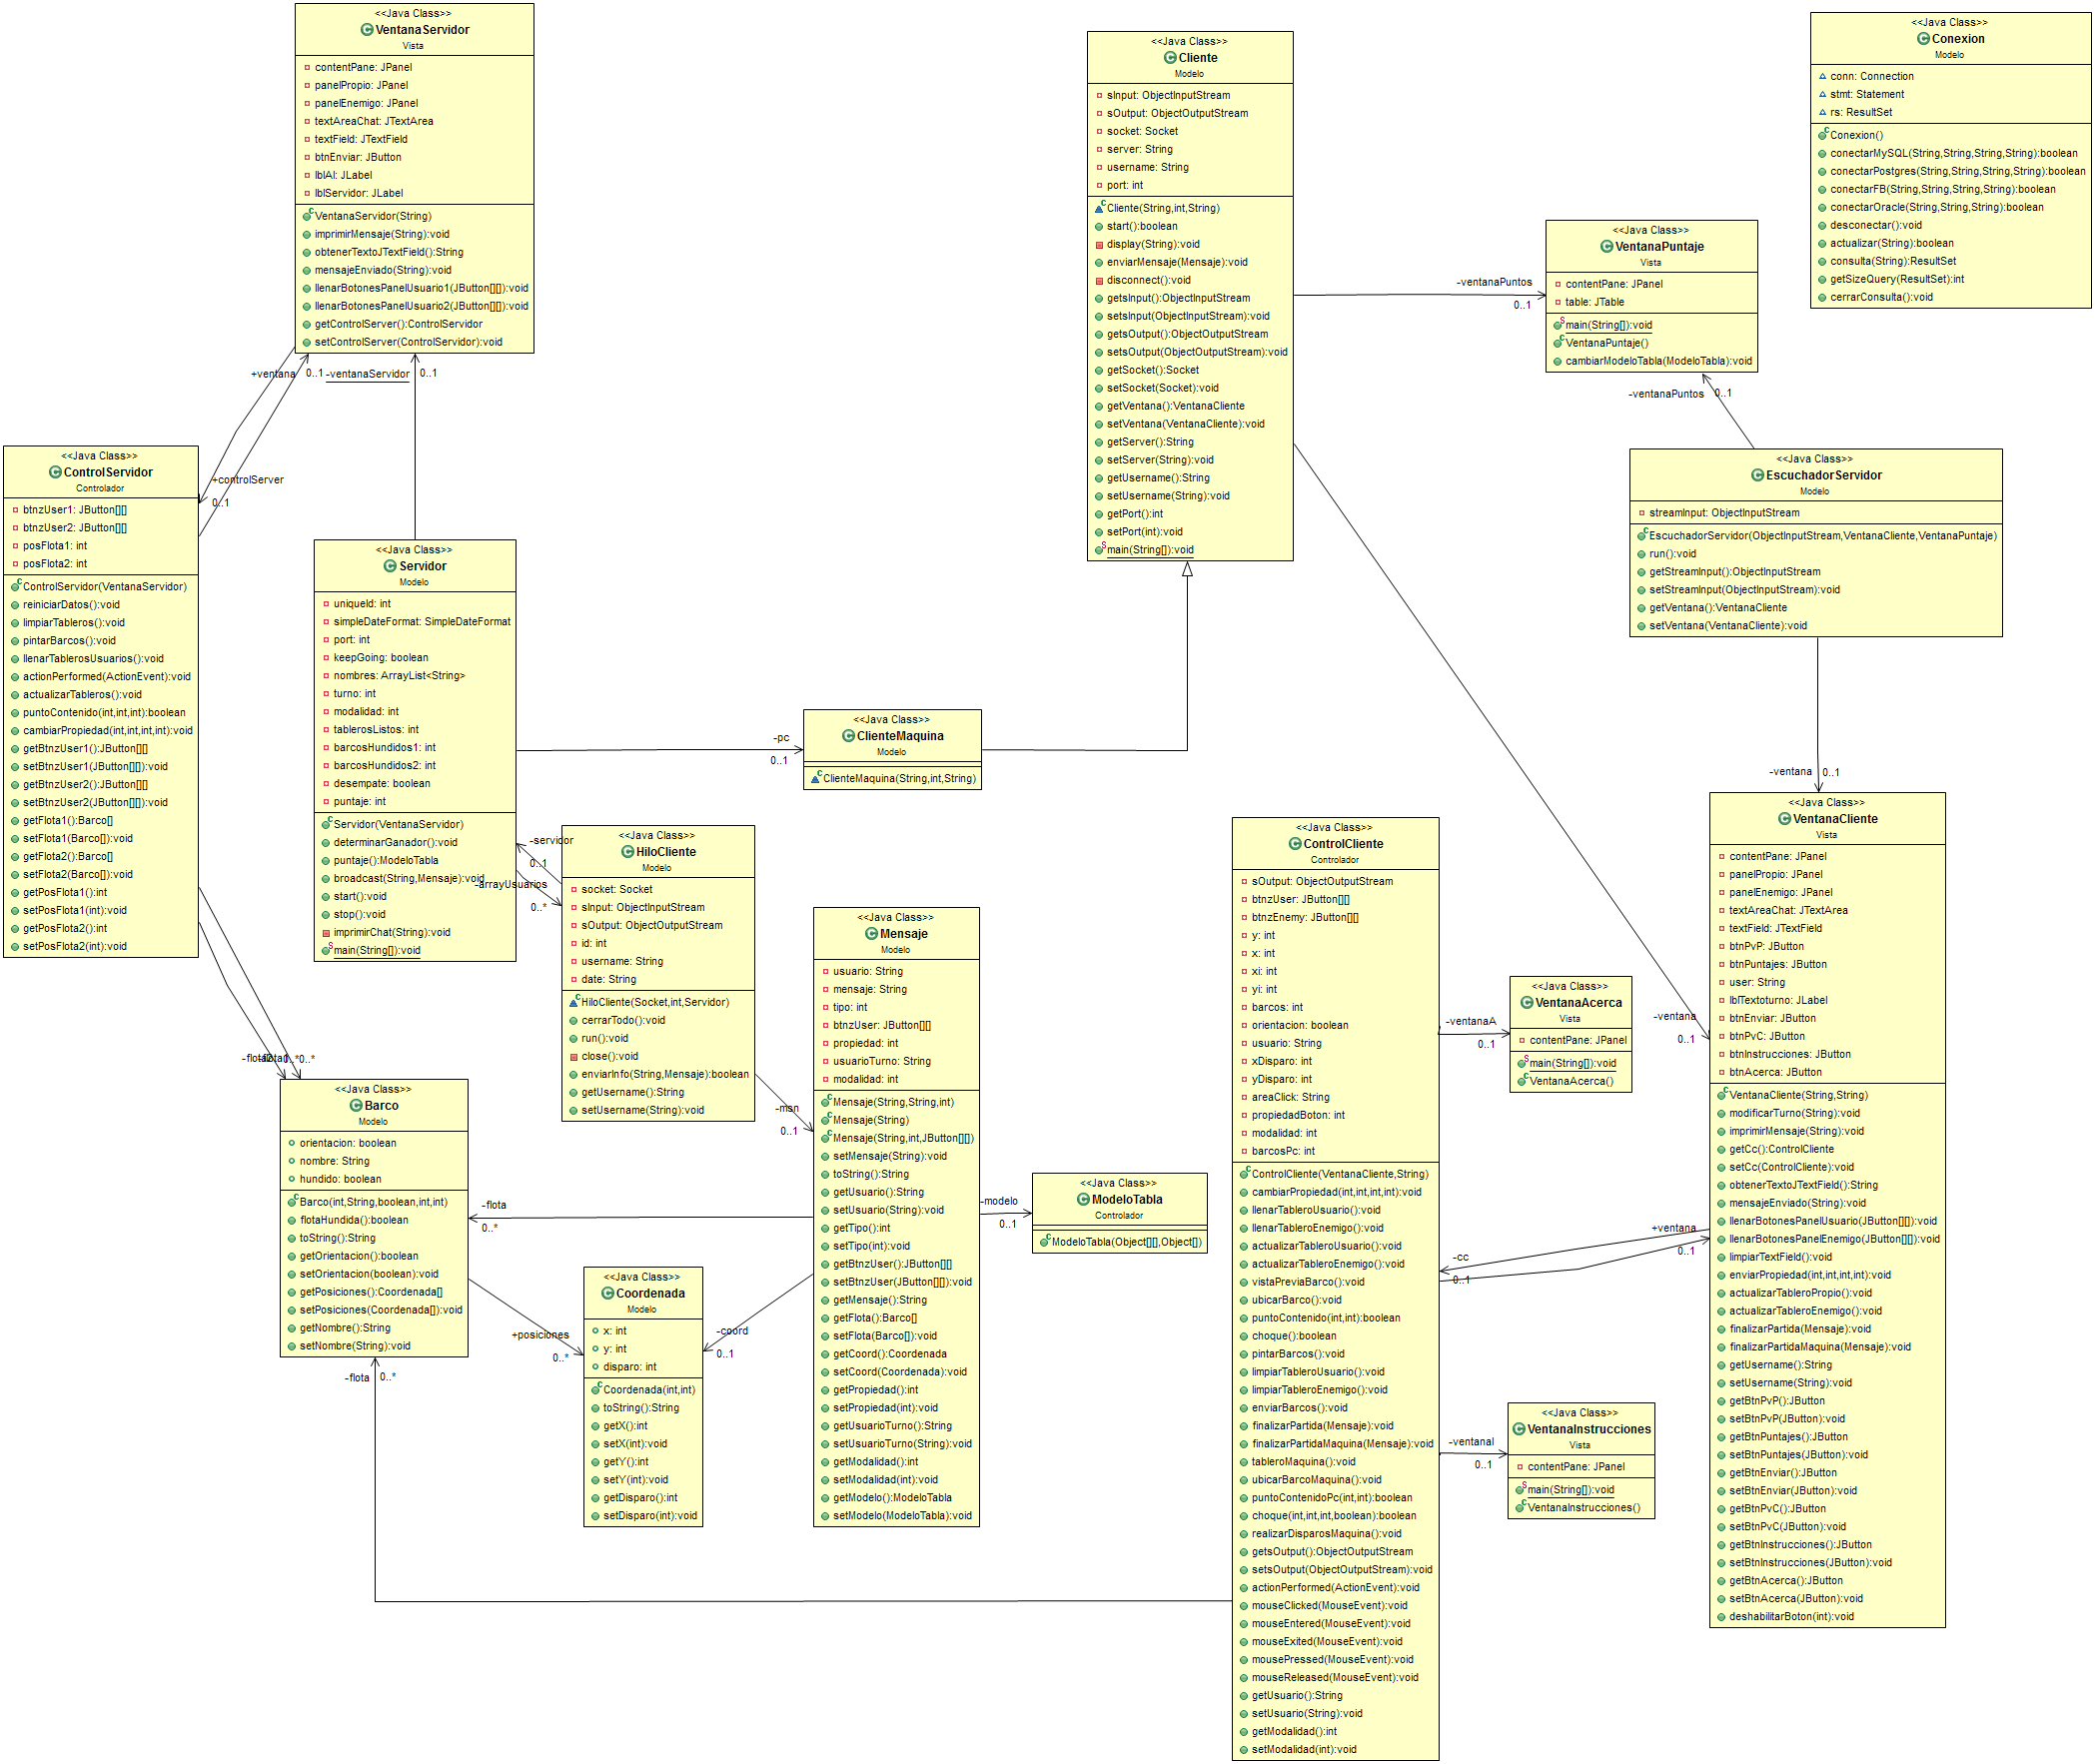 <<Java Class>>
VentanaServidor
Vista
contentPane: JPanel
panelPropio: JPanel
panelEnemigo: JPanel
textAreaChat: JTextArea
textField: JTextField
btnEnviar: JButton
lblAl: JLabel
lblServidor: JLabel
VentanaServidor(String)
imprimirMensaje(String):void
obtenerTextoJTextField():String
mensajeEnviado(String):void
llenarBotonesPanelUsuario1(JButton[][]):void
llenarBotonesPanelUsuario2(JButton[][]):void
getControlServer():ControlServidor
setControlServer(ControlServidor):void
+ventana
0..1
-ventanaServidor
0..1
+controlServer
0..1
<<Java Class>>
ControlServidor
Controlador
btnzUser1: JButton[][]
btnzUser2: JButton[][]
posFlota1: int
posFlota2: int
ControlServidor(VentanaServidor)
reiniciarDatos():void
limpiarTableros():void
pintarBarcos():void
llenarTablerosUsuarios():void
actionPerformed(ActionEvent):void
actualizarTableros():void
puntoContenido(int,int,int):boolean
cambiarPropiedad(int,int,int,int):void
getBtnzUser1():JButton[][]
setBtnzUser1(JButton[][]):void
getBtnzUser2():JButton[][]
setBtnzUser2(JButton[][]):void
getFlota1():Barco[]
setFlota1(Barco[]):void
getFlota2():Barco[]
setFlota2(Barco[]):void
getPosFlota1():int
setPosFlota1(int):void
getPosFlota2():int
setPosFlota2(int):void
<<Java Class>>
Servidor
Modelo
uniqueId: int
simpleDateFormat: SimpleDateFormat
port: int
keepGoing: boolean
nombres: ArrayList<String>
turno: int
modalidad: int
tablerosListos: int
barcosHundidos1: int
barcosHundidos2: int
desempate: boolean
puntaje: int
Servidor(VentanaServidor)
determinarGanador():void
puntaje():ModeloTabla
broadcast(String,Mensaje):void
start():void
stop():void
imprimirChat(String):void
main(String[]):void
-pc
0..1
-servidor
0..1
-arrayUsuarios
0..*
<<Java Class>>
ClienteMaquina
Modelo
ClienteMaquina(String,int,String)
<<Java Class>>
HiloCliente
Modelo
socket: Socket
sInput: ObjectInputStream
sOutput: ObjectOutputStream
id: int
username: String
date: String
HiloCliente(Socket,int,Servidor)
cerrarTodo():void
run():void
close():void
enviarInfo(String,Mensaje):boolean
getUsername():String
setUsername(String):void
-msn
0..1
0..*
<<Java Class>>
Barco
Modelo
orientacion: boolean
nombre: String
hundido: boolean
Barco(int,String,boolean,int,int)
flotaHundida():boolean
toString():String
getOrientacion():boolean
setOrientacion(boolean):void
getPosiciones():Coordenada[]
setPosiciones(Coordenada[]):void
getNombre():String
setNombre(String):void
-flota
0..*
+posiciones
0..*
-flota
0..*
<<Java Class>>
Coordenada
Modelo
x: int
y: int
disparo: int
Coordenada(int,int)
toString():String
getX():int
setX(int):void
getY():int
setY(int):void
getDisparo():int
setDisparo(int):void
-coord
0..1
<<Java Class>>
Mensaje
Modelo
usuario: String
mensaje: String
tipo: int
btnzUser: JButton[][]
propiedad: int
usuarioTurno: String
modalidad: int
Mensaje(String,String,int)
Mensaje(String)
Mensaje(String,int,JButton[][])
setMensaje(String):void
toString():String
getUsuario():String
setUsuario(String):void
getTipo():int
setTipo(int):void
getBtnzUser():JButton[][]
setBtnzUser(JButton[][]):void
getMensaje():String
getFlota():Barco[]
setFlota(Barco[]):void
getCoord():Coordenada
setCoord(Coordenada):void
getPropiedad():int
setPropiedad(int):void
getUsuarioTurno():String
setUsuarioTurno(String):void
getModalidad():int
setModalidad(int):void
getModelo():ModeloTabla
setModelo(ModeloTabla):void
-modelo
0..1
<<Java Class>>
ModeloTabla
Controlador
ModeloTabla(Object[][],Object[])
<<Java Class>>
Cliente
Modelo
sInput: ObjectInputStream
sOutput: ObjectOutputStream
socket: Socket
server: String
username: String
port: int
Cliente(String,int,String)
start():boolean
display(String):void
enviarMensaje(Mensaje):void
disconnect():void
getsInput():ObjectInputStream
setsInput(ObjectInputStream):void
getsOutput():ObjectOutputStream
setsOutput(ObjectOutputStream):void
getSocket():Socket
setSocket(Socket):void
getVentana():VentanaCliente
setVentana(VentanaCliente):void
getServer():String
setServer(String):void
getUsername():String
setUsername(String):void
getPort():int
setPort(int):void
main(String[]):void
-ventanaPuntos
0..1
<<Java Class>>
VentanaPuntaje
Vista
contentPane: JPanel
table: JTable
main(String[]):void
VentanaPuntaje()
cambiarModeloTabla(ModeloTabla):void
-ventanaPuntos
0..1
<<Java Class>>
Conexion
Modelo
conn: Connection
stmt: Statement
rs: ResultSet
Conexion()
conectarMySQL(String,String,String,String):boolean
conectarPostgres(String,String,String,String):boolean
conectarFB(String,String,String,String):boolean
conectarOracle(String,String,String):boolean
desconectar():void
actualizar(String):boolean
consulta(String):ResultSet
getSizeQuery(ResultSet):int
cerrarConsulta():void
<<Java Class>>
EscuchadorServidor
Modelo
streamInput: ObjectInputStream
EscuchadorServidor(ObjectInputStream,VentanaCliente,VentanaPuntaje)
run():void
getStreamInput():ObjectInputStream
setStreamInput(ObjectInputStream):void
getVentana():VentanaCliente
setVentana(VentanaCliente):void
-ventana
0..1
<<Java Class>>
ControlCliente
Controlador
sOutput: ObjectOutputStream
btnzUser: JButton[][]
btnzEnemy: JButton[][]
y: int
x: int
xi: int
yi: int
barcos: int
orientacion: boolean
usuario: String
xDisparo: int
yDisparo: int
areaClick: String
propiedadBoton: int
modalidad: int
barcosPc: int
ControlCliente(VentanaCliente,String)
cambiarPropiedad(int,int,int,int):void
llenarTableroUsuario():void
llenarTableroEnemigo():void
actualizarTableroUsuario():void
actualizarTableroEnemigo():void
vistaPreviaBarco():void
ubicarBarco():void
puntoContenido(int,int):boolean
choque():boolean
pintarBarcos():void
limpiarTableroUsuario():void
limpiarTableroEnemigo():void
enviarBarcos():void
finalizarPartida(Mensaje):void
finalizarPartidaMaquina(Mensaje):void
tableroMaquina():void
ubicarBarcoMaquina():void
puntoContenidoPc(int,int):boolean
choque(int,int,int,boolean):boolean
realizarDisparosMaquina():void
getsOutput():ObjectOutputStream
setsOutput(ObjectOutputStream):void
actionPerformed(ActionEvent):void
mouseClicked(MouseEvent):void
mouseEntered(MouseEvent):void
mouseExited(MouseEvent):void
mousePressed(MouseEvent):void
mouseReleased(MouseEvent):void
getUsuario():String
setUsuario(String):void
getModalidad():int
setModalidad(int):void
-ventanaA
0..1
<<Java Class>>
VentanaAcerca
Vista
contentPane: JPanel
main(String[]):void
VentanaAcerca()
-ventanaI
0..1
<<Java Class>>
VentanaInstrucciones
Vista
contentPane: JPanel
main(String[]):void
VentanaInstrucciones()
-ventana
0..1
+ventana
0..1
-cc
0..1
<<Java Class>>
VentanaCliente
Vista
contentPane: JPanel
panelPropio: JPanel
panelEnemigo: JPanel
textAreaChat: JTextArea
textField: JTextField
btnPvP: JButton
btnPuntajes: JButton
user: String
lblTextoturno: JLabel
btnEnviar: JButton
btnPvC: JButton
btnInstrucciones: JButton
btnAcerca: JButton
VentanaCliente(String,String)
modificarTurno(String):void
imprimirMensaje(String):void
getCc():ControlCliente
setCc(ControlCliente):void
obtenerTextoJTextField():String
mensajeEnviado(String):void
llenarBotonesPanelUsuario(JButton[][]):void
llenarBotonesPanelEnemigo(JButton[][]):void
limpiarTextField():void
enviarPropiedad(int,int,int,int):void
actualizarTableroPropio():void
actualizarTableroEnemigo():void
finalizarPartida(Mensaje):void
finalizarPartidaMaquina(Mensaje):void
getUsername():String
setUsername(String):void
getBtnPvP():JButton
setBtnPvP(JButton):void
getBtnPuntajes():JButton
setBtnPuntajes(JButton):void
getBtnEnviar():JButton
setBtnEnviar(JButton):void
getBtnPvC():JButton
setBtnPvC(JButton):void
getBtnInstrucciones():JButton
setBtnInstrucciones(JButton):void
getBtnAcerca():JButton
setBtnAcerca(JButton):void
deshabilitarBoton(int):void